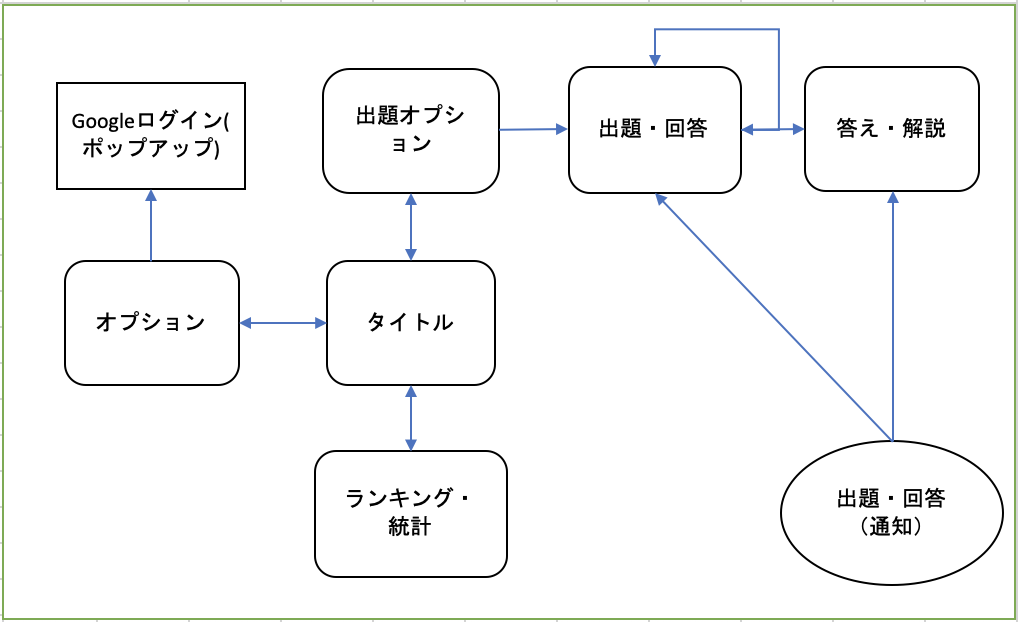 Googleログイン(
ポップアップ)
出題オプシ
ョン
出題・回答
答え・解説
オプション
タイトル
ランキング・
統計
出題・回答
（通知）